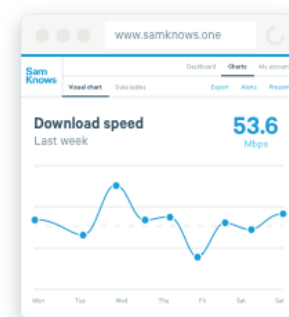 www.samknows.one
Dashboard Charts My account
Sam
Knows
Visual chart Data tables
Export Alerts Present
Download speed
53.6
Last week
Mbps
Mon Tue Wed Thu Fri Sat Sat